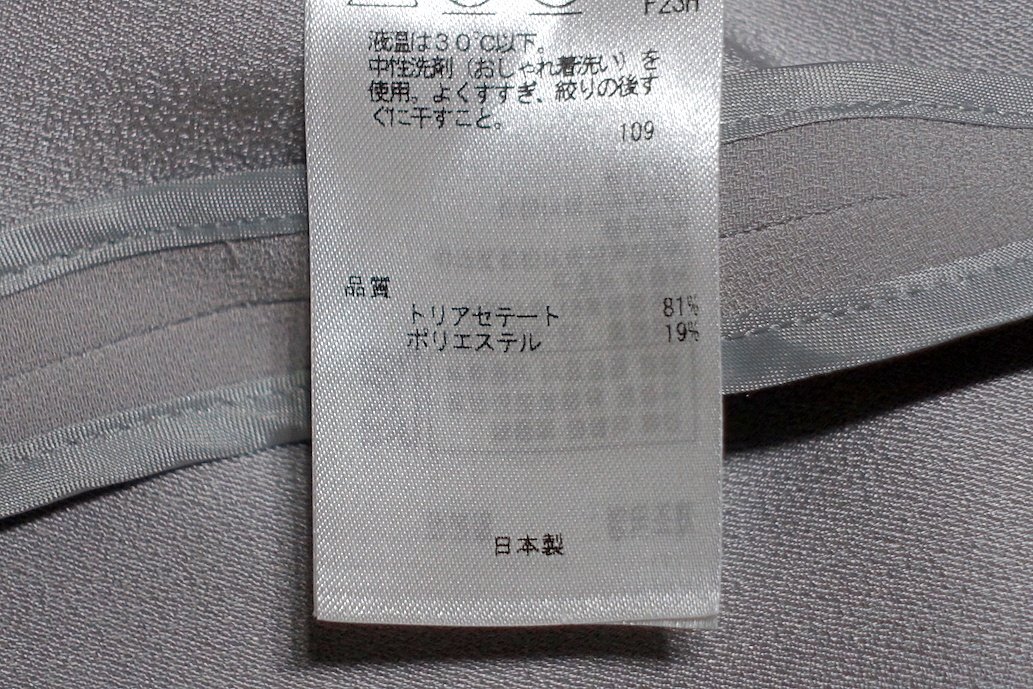 F23H
液温は30℃以下。
中性洗剤（おしゃれ着洗い）を
使用。よくすすぎ、絞りの後す
ぐに干すこと。
109
品質
トリアセテート 81%
ポリエステル 19%
日本製